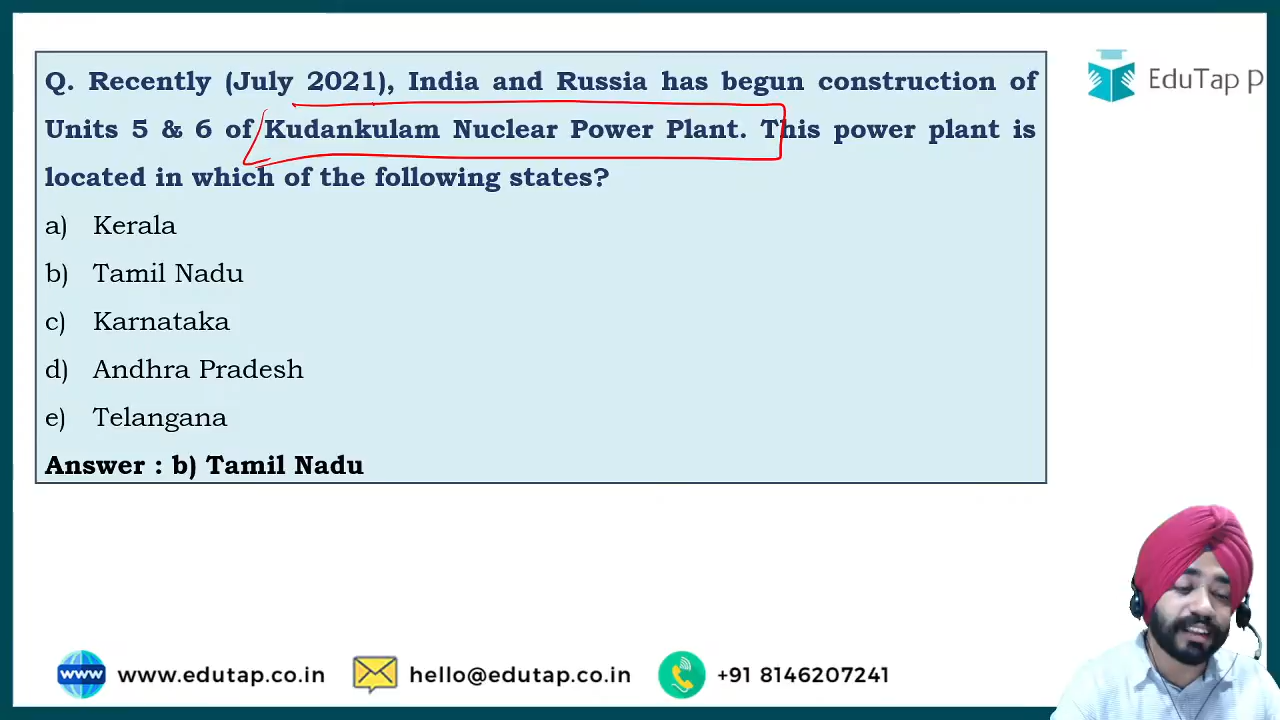 Q. Recently (July 2021), India and Russia has begun construction of
Units 5 & 6 of Kudankulam Nuclear Power Plant. This power plant is
located in which of the following states?
a) Kerala
b) Tamil Nadu
c) Karnataka
d) Andhra Pradesh
e) Telangana
Answer : b) Tamil Nadu
EduTap P
www www.edutap.co.in hello@edutap.co.in +91 8146207241